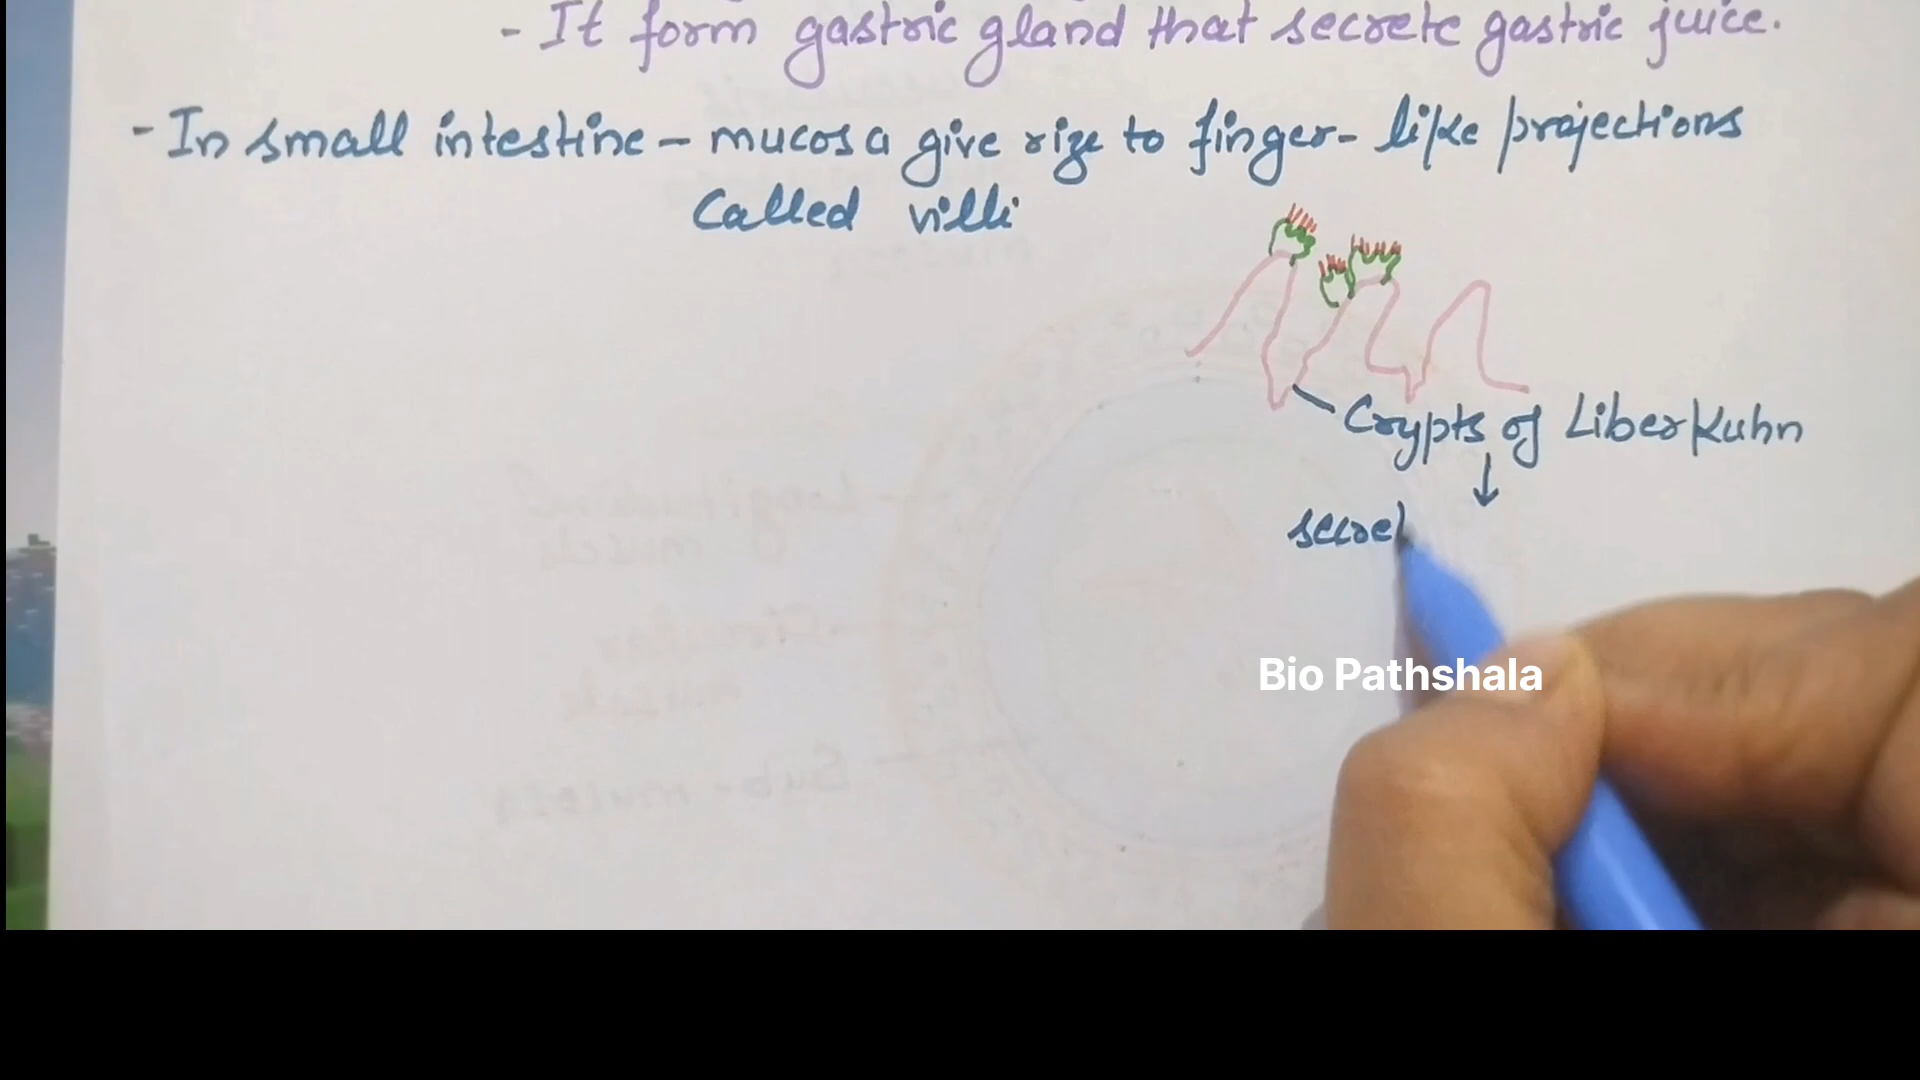 - It form gastric gland that secrete gastric juice.
- In small intestine - mucosa give rize to finger-like projections
Called villi
Crypts of Liberkuhn
↓
secret
Bio Pathshala